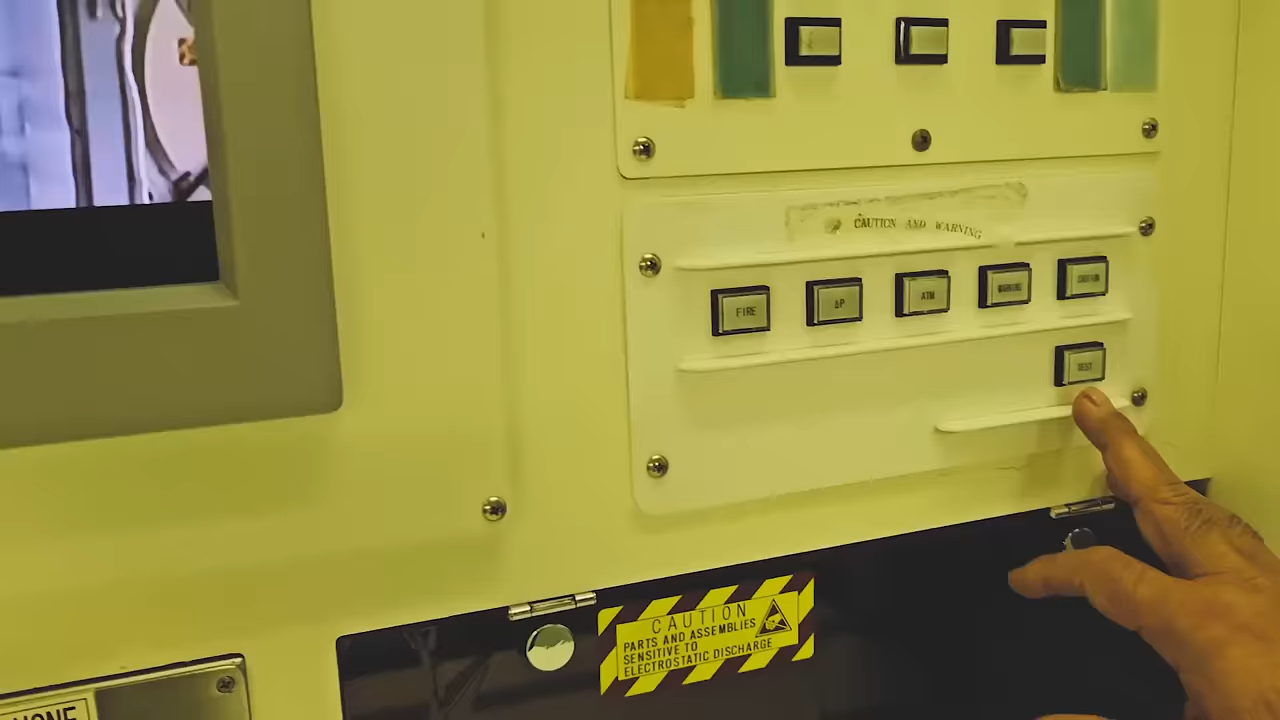 CAUTION AND WARNING
FIRE
ΔP
ATM
WARNING
CAUTION
TEST
CAUTION
PARTS AND ASSEMBLIES
SENSITIVE TO
ELECTROSTATIC DISCHARGE